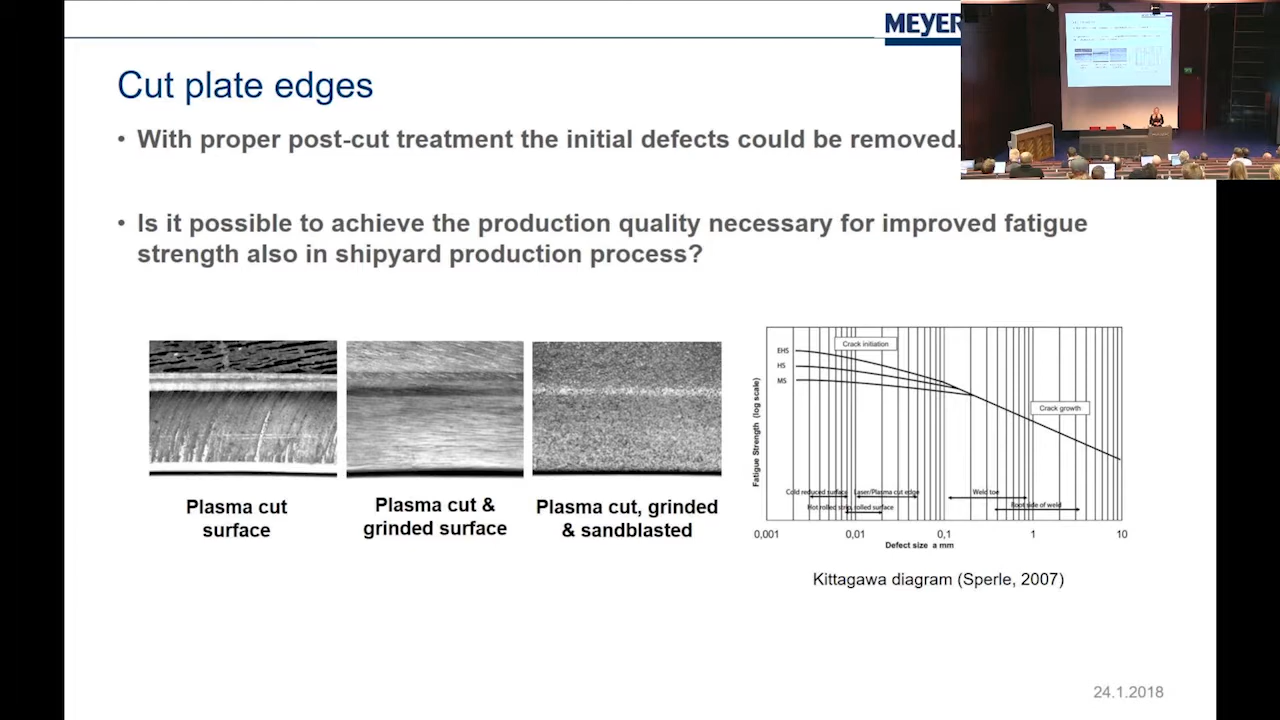 MEYER
Cut plate edges
• With proper post-cut treatment the initial defects could be removed.
• Is it possible to achieve the production quality necessary for improved fatigue
strength also in shipyard production process?
Plasma cut
surface
Plasma cut &
grinded surface
Plasma cut, grinded
& sandblasted
Fatigue Strength (log scale)
EHS
HS
MS
Crack initiation
Crack growth
Cold reduced surface
Laser/Plasma cut edge
Weld toe
Hot rolled strip, rolled surface
Root side of weld
0,001
0,01
0,1
1
10
Defect size a mm
Kittagawa diagram (Sperle, 2007)
24.1.2018